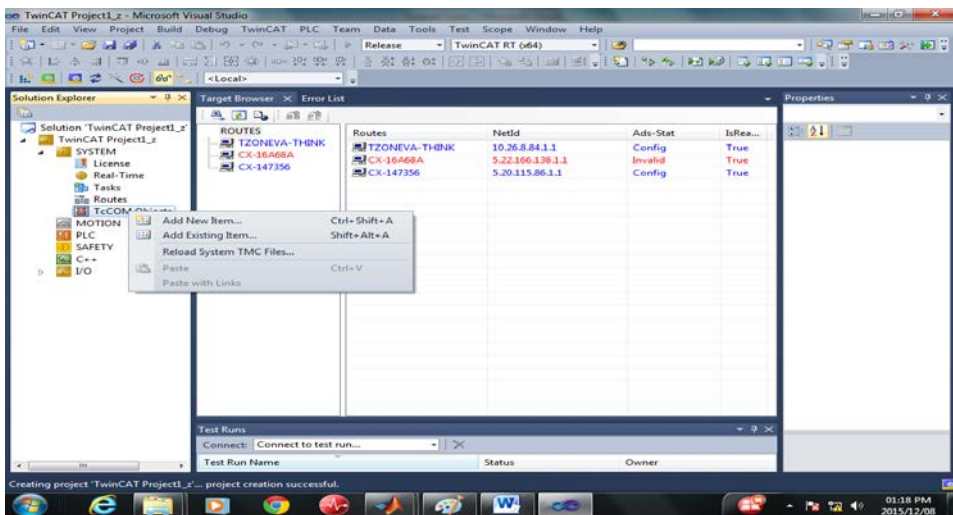 TwinCAT Project1_z - Microsoft Visual Studio
File Edit View Project Build Debug TwinCAT PLC Team Data Tools Test Scope Window Help
Release TwinCAT RT (x64)
<Local>
Solution Explorer
Target Browser Error List
Properties
Solution 'TwinCAT Project1_z'
TwinCAT Project1_z
SYSTEM
License
Real-Time
Tasks
Routes
TcCOM Objects
MOTION
PLC
SAFETY
C++
I/O
ROUTES
TZONEVA-THINK
CX-16A68A
CX-147356
Routes NetId Ads-Stat IsRea...
TZONEVA-THINK 10.26.8.84.1.1 Config True
CX-16A68A 5.22.166.138.1.1 Invalid True
CX-147356 5.20.115.86.1.1 Config True
Add New Item... Ctrl+Shift+A
Add Existing Item... Shift+Alt+A
Reload System TMC Files...
Paste Ctrl+V
Paste with Links
Test Runs
Connect: Connect to test run...
Test Run Name Status Owner
Creating project 'TwinCAT Project1_z'... project creation successful.
01:18 PM
2015/12/08